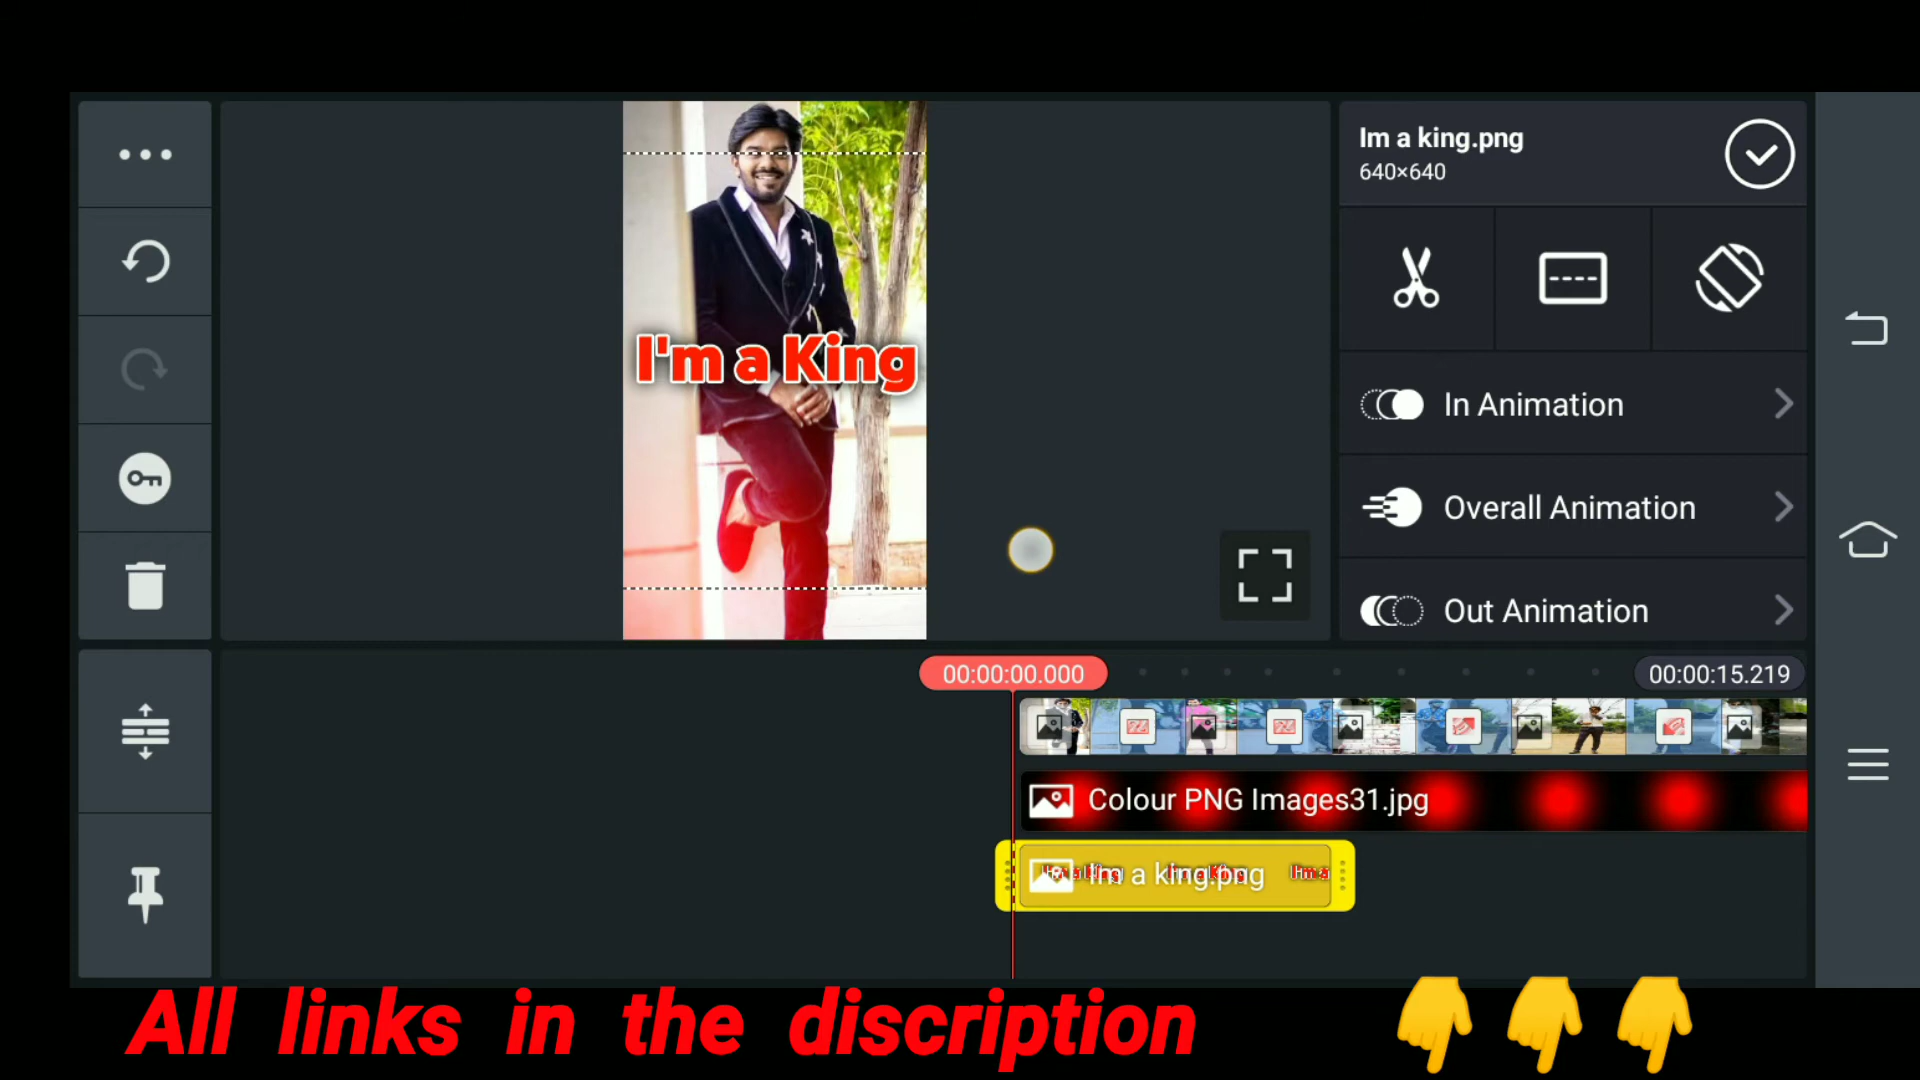 Im a king.png
640×640
I'm a King
In Animation
Overall Animation
Out Animation
00:00:00.000
00:00:15.219
Colour PNG Images31.jpg
Im a king.png
All links in the discription